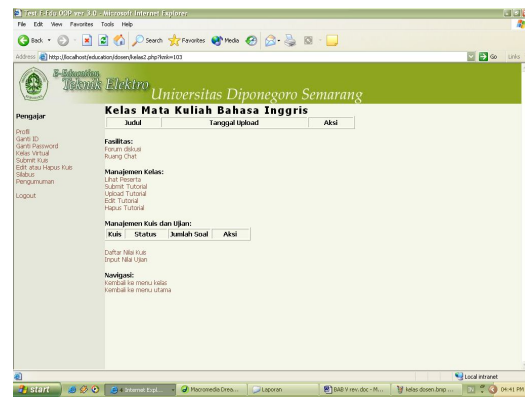 Test E-Edu OOP ver 3.0 - Microsoft Internet Explorer
File Edit View Favorites Tools Help
Back Search Favorites Media
Address http://localhost/education/dosen/kelas2.php?kmk=103 Go Links
E-Education
Teknik Elektro
Universitas Diponegoro Semarang
Pengajar
Profil
Ganti ID
Ganti Password
Kelas Virtual
Submit Kuis
Edit atau Hapus Kuis
Silabus
Pengumuman
Logout
Kelas Mata Kuliah Bahasa Inggris
Judul Tanggal Upload Aksi
Fasilitas:
Forum diskusi
Ruang Chat
Manajemen Kelas:
Lihat Peserta
Submit Tutorial
Upload Tutorial
Edit Tutorial
Hapus Tutorial
Manajemen Kuis dan Ujian:
Kuis Status Jumlah Soal Aksi
Daftar Nilai Kuis
Input Nilai Ujian
Navigasi:
Kembali ke menu kelas
Kembali ke menu utama
Local intranet
start Internet Expl... Macromedia Drea... Laporan BAB V rev.doc - M... kelas dosen.bmp ... 04:41 PM